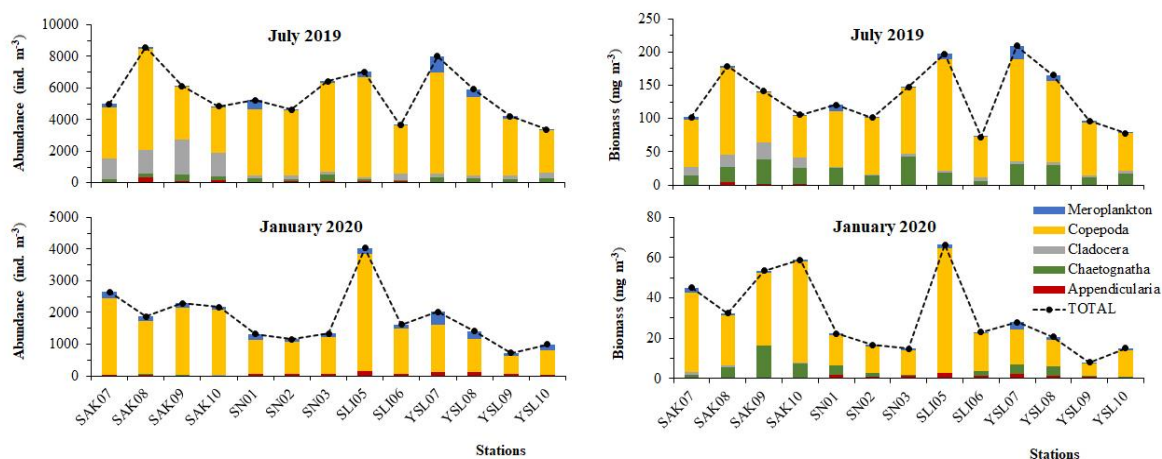 July 2019
Abundance (ind. m⁻³)
10000
8000
6000
4000
2000
0
July 2019
Biomass (mg m⁻³)
250
200
150
100
50
0
January 2020
Abundance (ind. m⁻³)
5000
4000
3000
2000
1000
0
SAK07
SAK08
SAK09
SAK10
SN01
SN02
SN03
SLI05
SLI06
YSL07
YSL08
YSL09
YSL10
Stations
January 2020
Biomass (mg m⁻³)
80
60
40
20
0
SAK07
SAK08
SAK09
SAK10
SN01
SN02
SN03
SLI05
SLI06
YSL07
YSL08
YSL09
YSL10
Stations
Meroplankton
Copepoda
Cladocera
Chaetognatha
Appendicularia
TOTAL